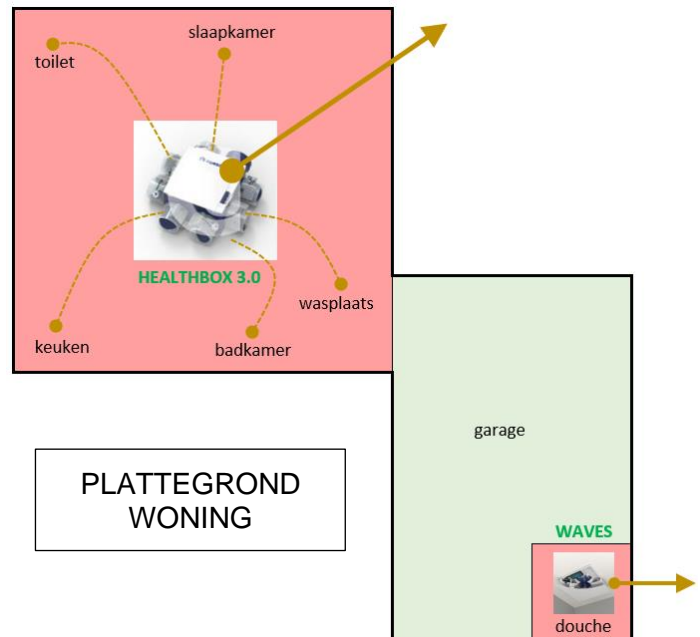 slaapkamer
toilet
HEALTHBOX 3.0
wasplaats
keuken
badkamer
garage
PLATTEGROND
WONING
WAVES
douche